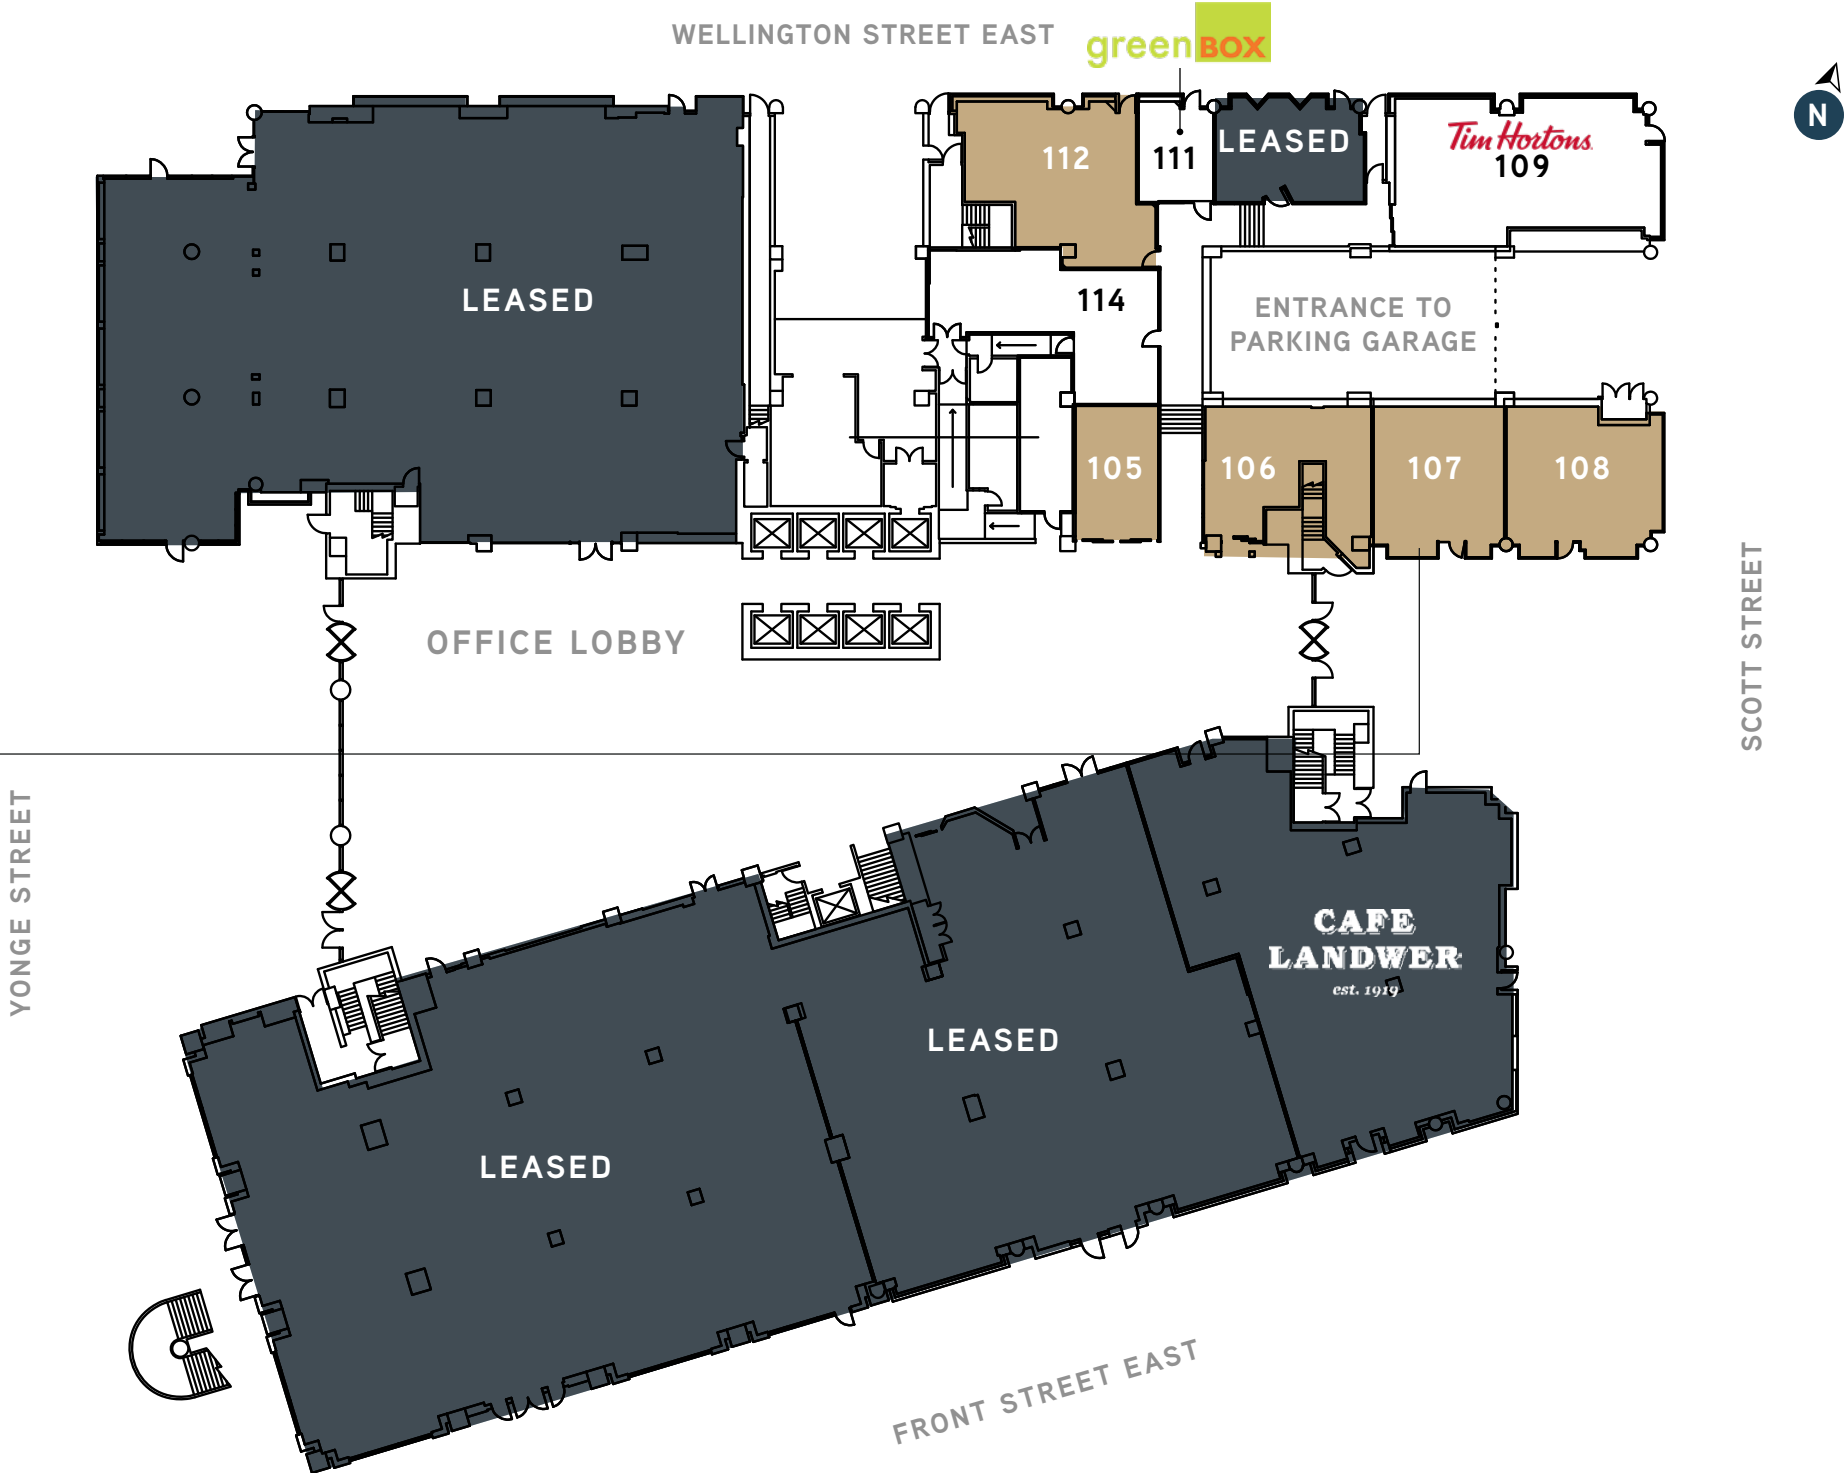 WELLINGTON STREET EAST
greenBOX
N
112
111
LEASED
Tim Hortons
109
LEASED
114
ENTRANCE TO
PARKING GARAGE
105
106
107
108
OFFICE LOBBY
SCOTT STREET
YONGE STREET
CAFE
LANDWER
est. 1919
LEASED
LEASED
FRONT STREET EAST